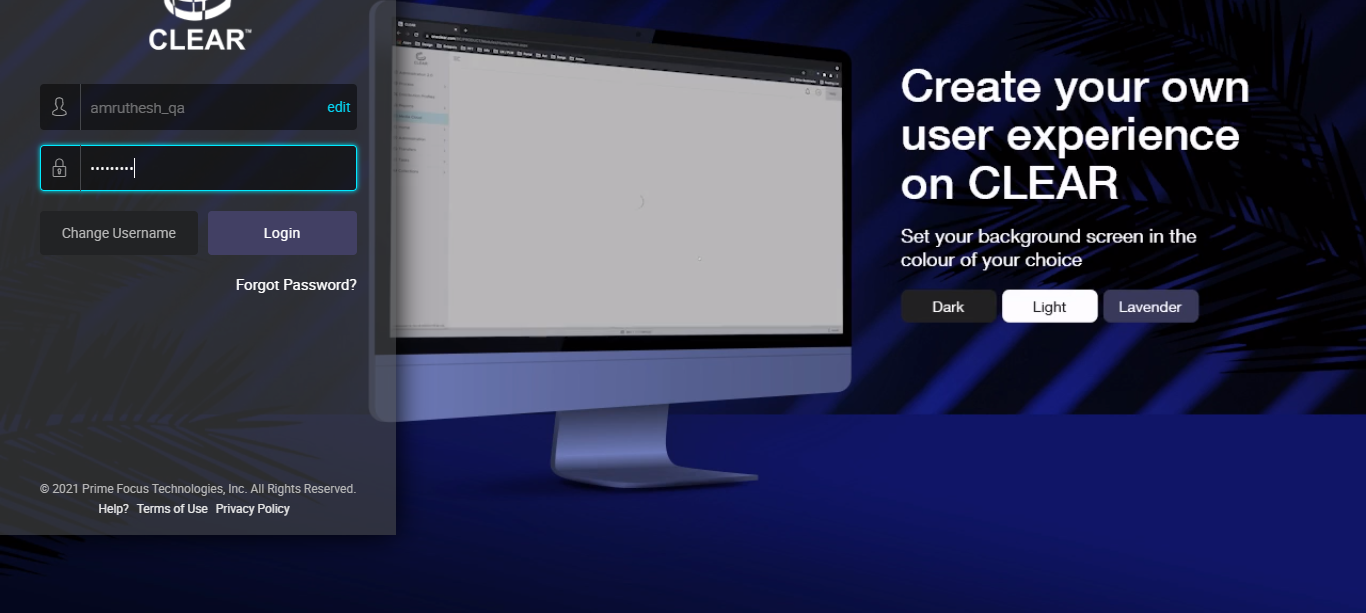 CLEAR™
amruthesh_qa
edit
Change Username
Login
Forgot Password?
© 2021 Prime Focus Technologies, Inc. All Rights Reserved.
Help? Terms of Use Privacy Policy
CLEAR
Create your own
user experience
on CLEAR
Set your background screen in the
colour of your choice
Dark
Light
Lavender